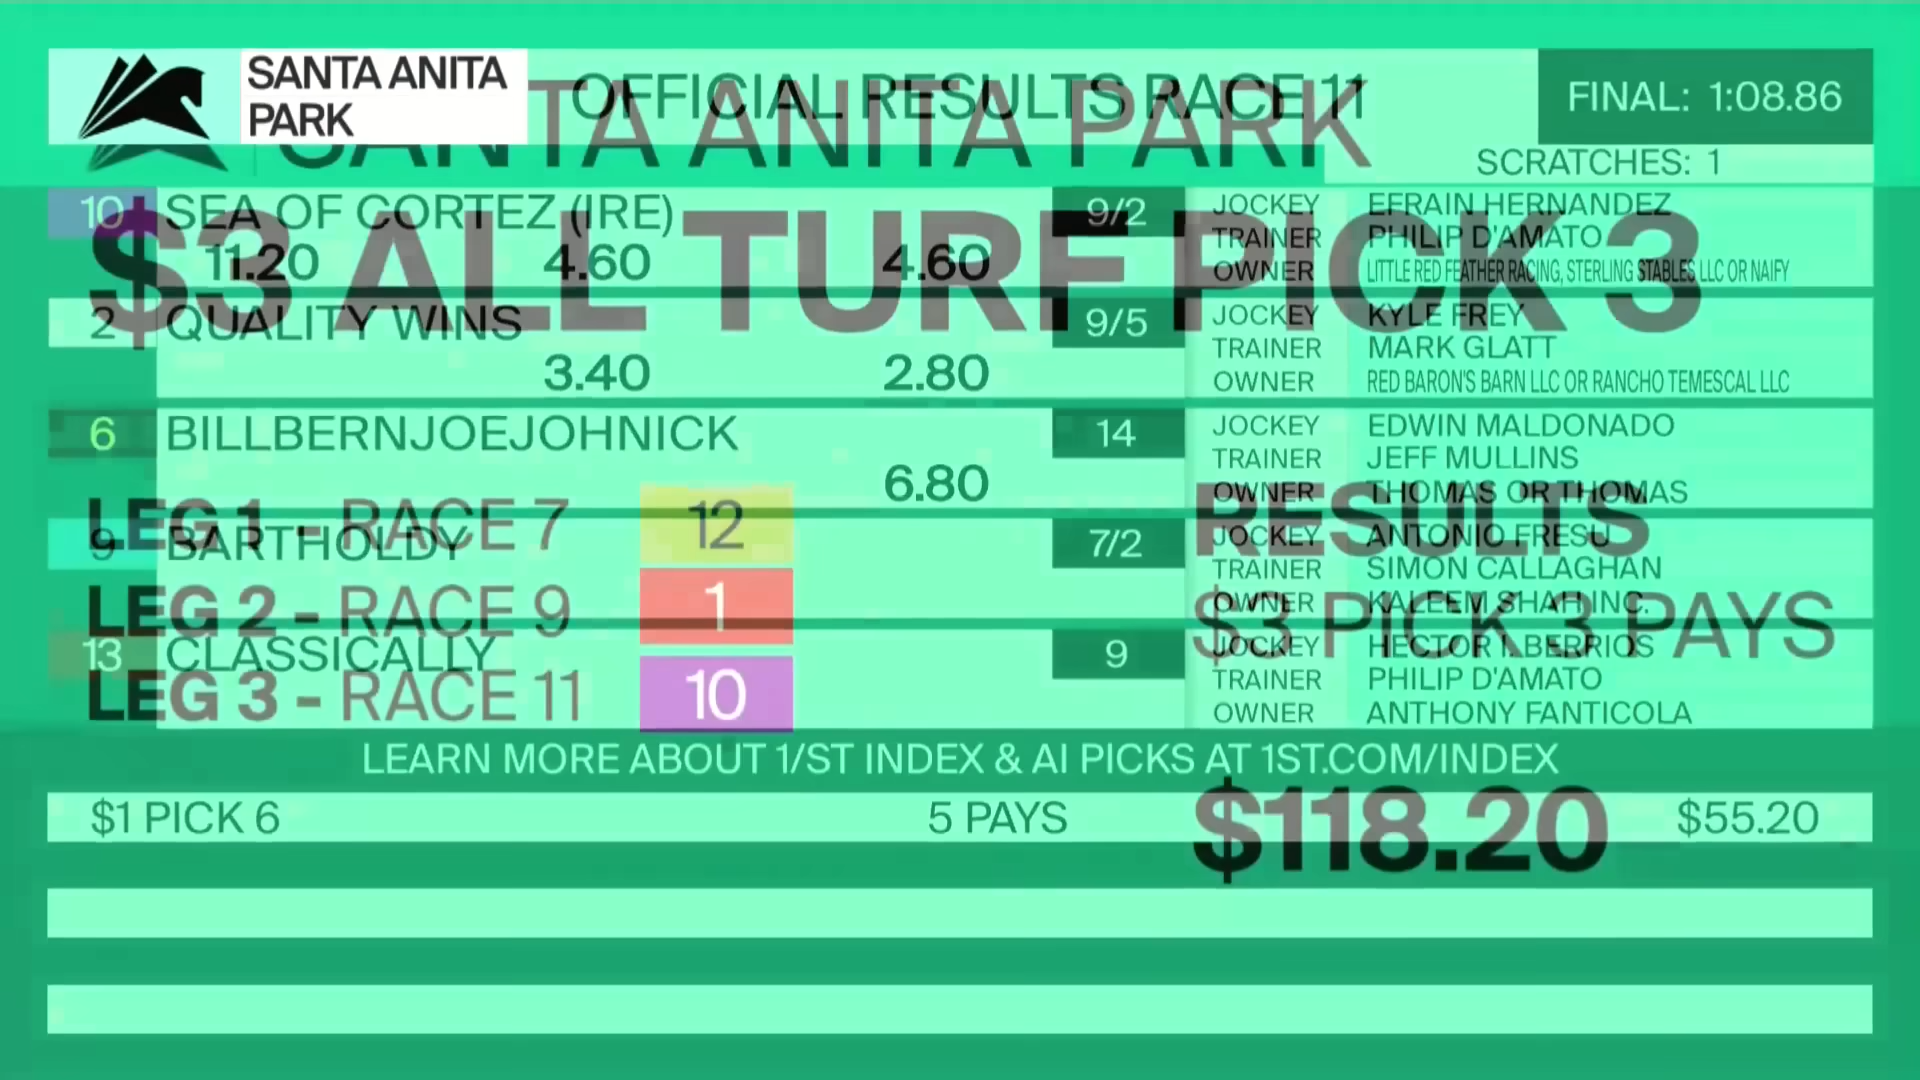 SANTA ANITA
PARK
OFFICIAL RESULTS RACE 11
FINAL: 1:08.86
SANTA ANITA PARK
SCRATCHES: 1
10 SEA OF CORTEZ (IRE) 9/2
11.20 4.60 4.60
JOCKEY EFRAIN HERNANDEZ
TRAINER PHILIP D'AMATO
OWNER LITTLE RED FEATHER RACING, STERLING STABLES LLC OR NAIFY
$3 ALL TURF PICK 3
2 QUALITY WINS 9/5
3.40 2.80
JOCKEY KYLE FREY
TRAINER MARK GLATT
OWNER RED BARON'S BARN LLC OR RANCHO TEMESCAL LLC
6 BILLBERNJOEJOHNICK 14
6.80
JOCKEY EDWIN MALDONADO
TRAINER JEFF MULLINS
OWNER THOMAS OR THOMAS
LEG 1 - RACE 7 12
RESULTS
9 BARTHOLDY 7/2
JOCKEY ANTONIO FRESU
TRAINER SIMON CALLAGHAN
OWNER KALEEM SHAH INC.
LEG 2 - RACE 9 1
$3 PICK 3 PAYS
13 CLASSICALLY 9
JOCKEY HECTOR I. BERRIOS
TRAINER PHILIP D'AMATO
OWNER ANTHONY FANTICOLA
LEG 3 - RACE 11 10
LEARN MORE ABOUT 1/ST INDEX & AI PICKS AT 1ST.COM/INDEX
$1 PICK 6 5 PAYS $55.20
$118.20